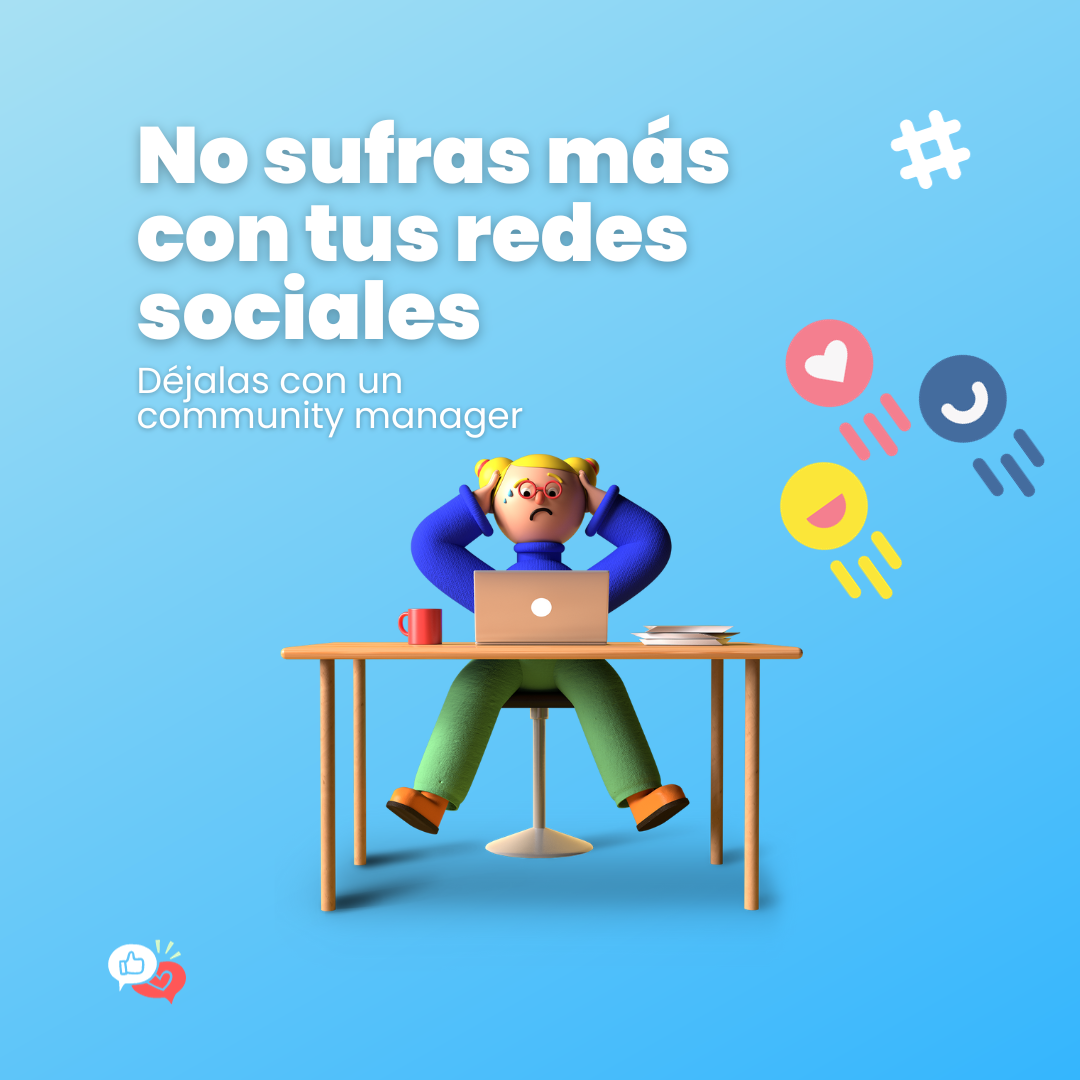 No sufras más
con tus redes
sociales
Déjalas con un
community manager